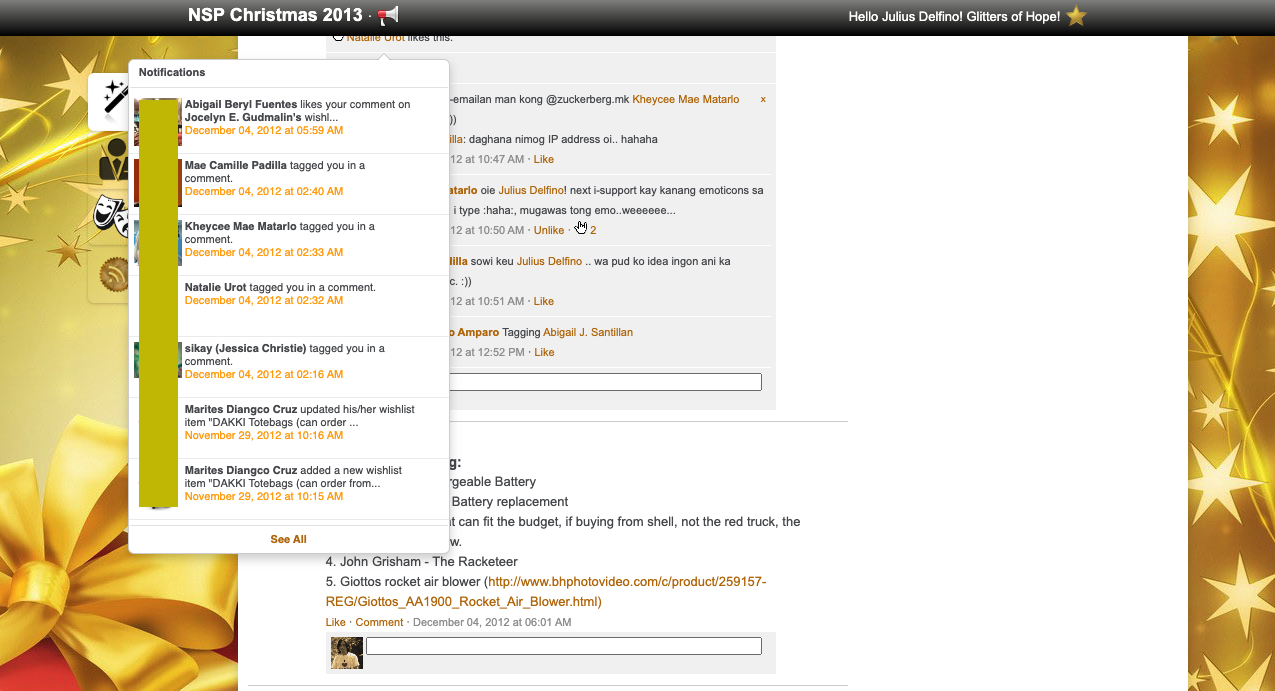 NSP Christmas 2013 ·
Hello Julius Delfino! Glitters of Hope!
Natalie Urot likes this.
Notifications
Abigail Beryl Fuentes likes your comment on
Jocelyn E. Gudmalin's wishl...
December 04, 2012 at 05:59 AM
Mae Camille Padilla tagged you in a
comment.
December 04, 2012 at 02:40 AM
Kheycee Mae Matarlo tagged you in a
comment.
December 04, 2012 at 02:33 AM
Natalie Urot tagged you in a comment.
December 04, 2012 at 02:32 AM
sikay (Jessica Christie) tagged you in a
comment.
December 04, 2012 at 02:16 AM
Marites Diangco Cruz updated his/her wishlist
item "DAKKI Totebags (can order ...
November 29, 2012 at 10:16 AM
Marites Diangco Cruz added a new wishlist
item "DAKKI Totebags (can order from...
November 29, 2012 at 10:15 AM
See All
-emailan man kong @zuckerberg.mk Kheycee Mae Matarlo x
))
illa: daghana nimog IP address oi.. hahaha
12 at 10:47 AM · Like
atarlo oie Julius Delfino! next i-support kay kanang emoticons sa
i type :haha:, mugawas tong emo..weeeeee...
12 at 10:50 AM · Unlike · 2
dilla sowi keu Julius Delfino .. wa pud ko idea ingon ani ka
c. :))
12 at 10:51 AM · Like
o Amparo Tagging Abigail J. Santillan
12 at 12:52 PM · Like
g:
rgeable Battery
Battery replacement
at can fit the budget, if buying from shell, not the red truck, the
w.
4. John Grisham - The Racketeer
5. Giottos rocket air blower (http://www.bhphotovideo.com/c/product/259157-
REG/Giottos_AA1900_Rocket_Air_Blower.html)
Like · Comment · December 04, 2012 at 06:01 AM